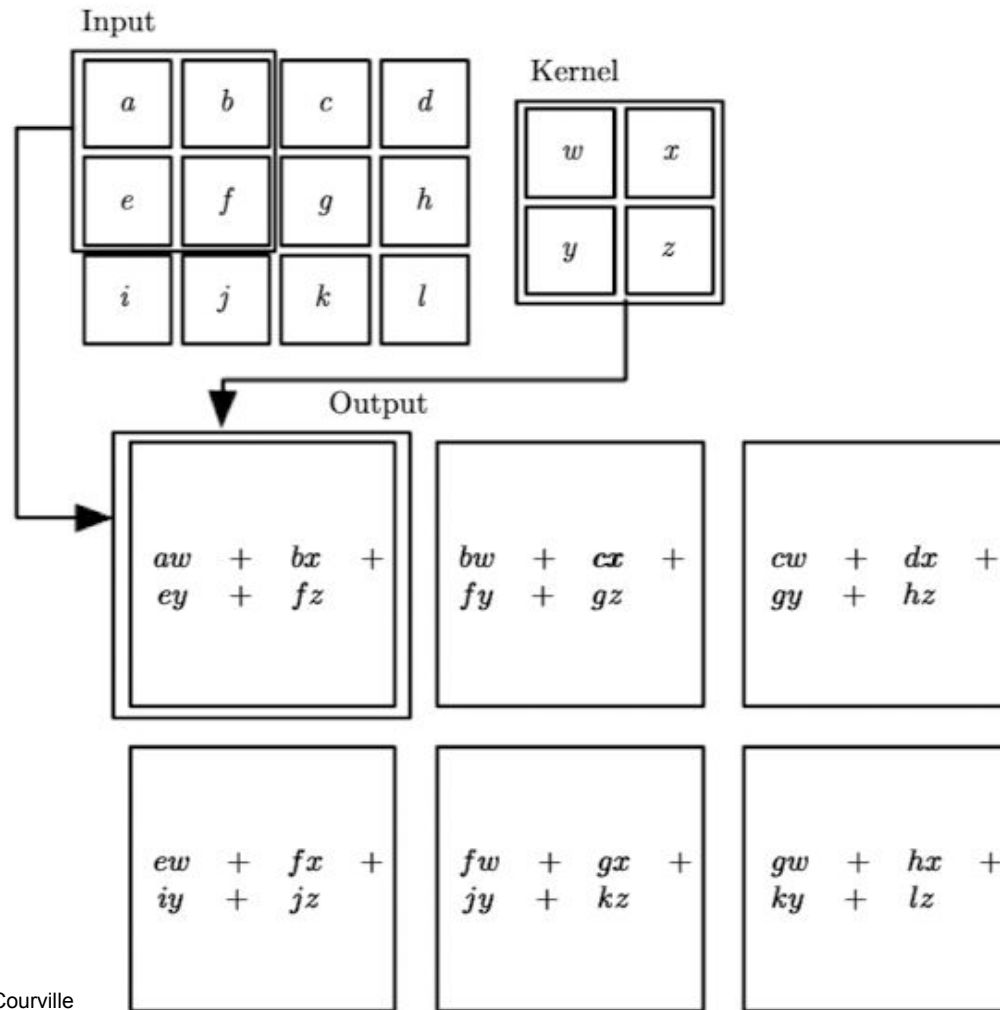 Input
Kernel
a b c d
w x
e f g h
y z
i j k l
Output
aw + bx +
ey + fz
bw + cx +
fy + gz
cw + dx +
gy + hz
ew + fx +
iy + jz
fw + gx +
jy + kz
gw + hx +
ky + lz
Courville